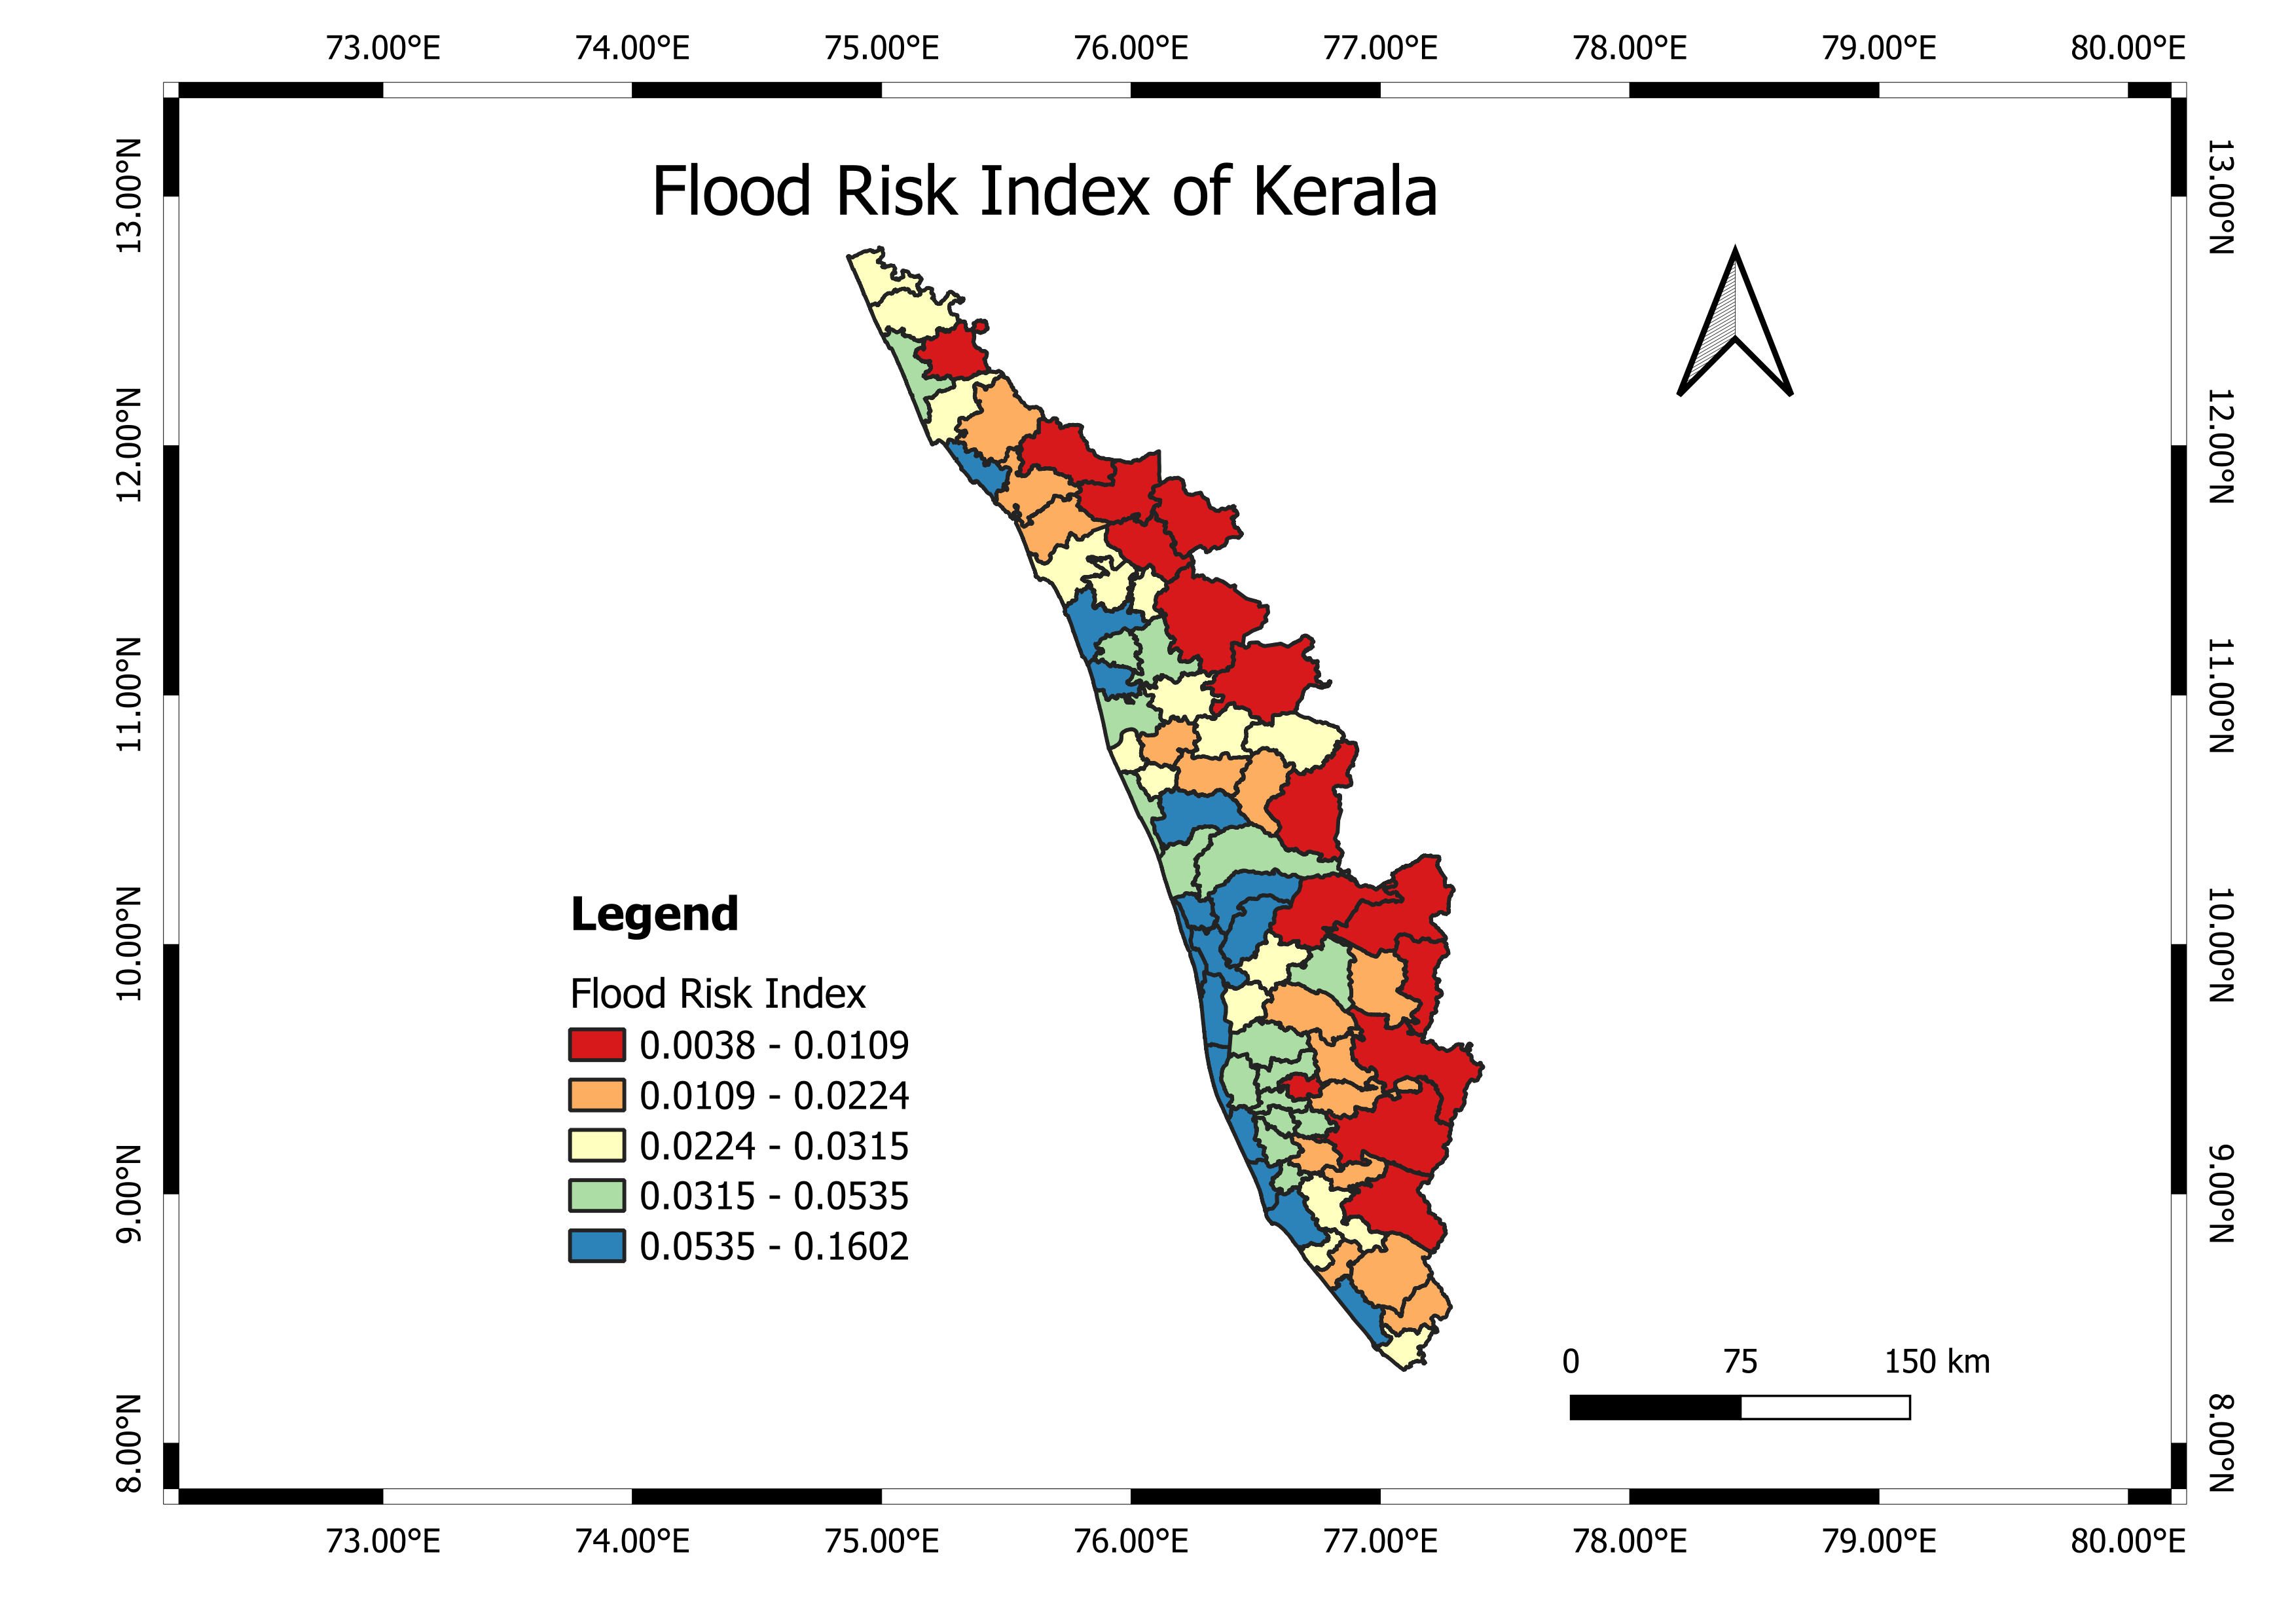 73.00°E 74.00°E 75.00°E 76.00°E 77.00°E 78.00°E 79.00°E 80.00°E
13.00°N
12.00°N
11.00°N
10.00°N
9.00°N
8.00°N
Flood Risk Index of Kerala
Legend
Flood Risk Index
0.0038 - 0.0109
0.0109 - 0.0224
0.0224 - 0.0315
0.0315 - 0.0535
0.0535 - 0.1602
0 75 150 km
13.00°N
12.00°N
11.00°N
10.00°N
9.00°N
8.00°N
73.00°E 74.00°E 75.00°E 76.00°E 77.00°E 78.00°E 79.00°E 80.00°E